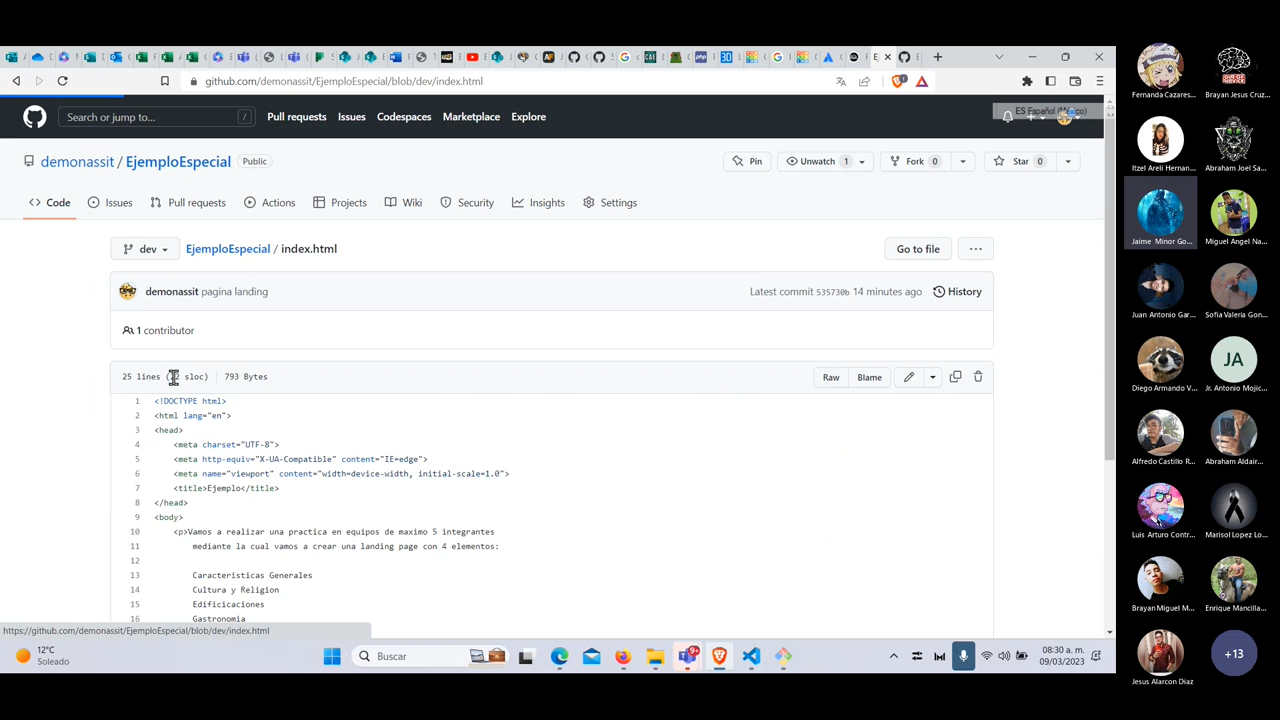 github.com/demonassit/EjemploEspecial/blob/dev/index.html
Search or jump to...
/
Pull requests
Issues
Codespaces
Marketplace
Explore
ES Español (México)
demonassit / EjemploEspecial
Public
Pin
Unwatch 1
Fork 0
Star 0
Code
Issues
Pull requests
Actions
Projects
Wiki
Security
Insights
Settings
dev
EjemploEspecial / index.html
Go to file
demonassit pagina landing
Latest commit 535730b 14 minutes ago
History
1 contributor
25 lines sloc)
793 Bytes
Raw
Blame
1 <!DOCTYPE html>
2 <html lang="en">
3 <head>
4 <meta charset="UTF-8">
5 <meta http-equiv="X-UA-Compatible" content="IE=edge">
6 <meta name="viewport" content="width=device-width, initial-scale=1.0">
7 <title>Ejemplo</title>
8 </head>
9 <body>
10 <p>Vamos a realizar una practica en equipos de maximo 5 integrantes
11 mediante la cual vamos a crear una landing page con 4 elementos:
12
13 Caracteristicas Generales
14 Cultura y Religion
15 Edificicaciones
16 Gastronomia
https://github.com/demonassit/EjemploEspecial/blob/dev/index.html
12°C
Soleado
Buscar
9+
08:30 a. m.
09/03/2023
Fernanda Cazares...
Brayan Jesus Cruz...
Itzel Areli Hernan...
Abraham Joel Sa...
Jaime Minor Go...
Miguel Angel Na...
Juan Antonio Gar...
Sofia Valeria Gon...
Diego Armando V...
JA
Jr. Antonio Mojic...
Alfredo Castillo R...
Abraham Aldair...
Luis Arturo Contr...
Marisol Lopez Lo...
Brayan Miguel M...
Enrique Mancilla...
Jesus Alarcon Diaz
+13